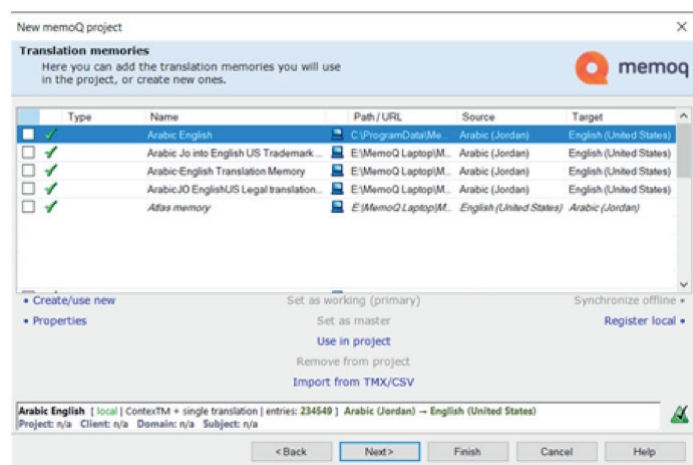 New memoQ project
Translation memories
Here you can add the translation memories you will use
in the project, or create new ones.
memoq
Type Name Path / URL Source Target
Arabic English C:\ProgramData\Me... Arabic (Jordan) English (United States)
Arabic Jo into English US Trademark ... E:\MemoQ Laptop\M... Arabic (Jordan) English (United States)
Arabic-English Translation Memory E:\MemoQ Laptop\M... Arabic (Jordan) English (United States)
ArabicJO EnglishUS Legal translation... E:\MemoQ Laptop\M... Arabic (Jordan) English (United States)
Atlas memory E:\MemoQ Laptop\M... English (United States) Arabic (Jordan)
• Create/use new Set as working (primary) Synchronize offline •
• Properties Set as master Register local •
Use in project
Remove from project
Import from TMX/CSV
Arabic English [ local | ContexTM + single translation | entries: 234549 ] Arabic (Jordan) → English (United States)
Project: n/a Client: n/a Domain: n/a Subject: n/a
< Back Next > Finish Cancel Help